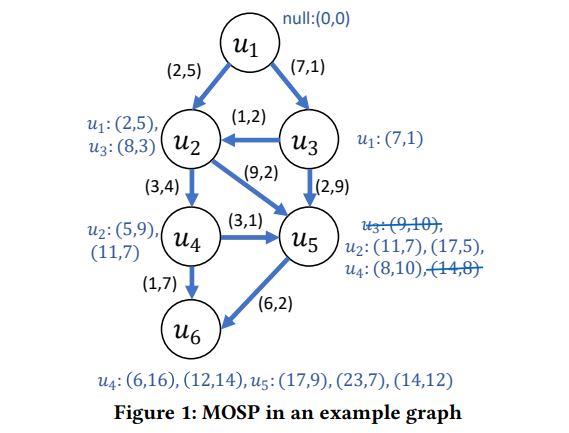 null:(0,0)
u₁
(2,5)
(7,1)
u₁: (2,5),
u₃: (8,3)
u₂
(1,2)
u₃
u₁: (7,1)
(9,2)
(3,4)
(2,9)
u₂: (5,9),
(11,7)
u₄
(3,1)
u₅
u₃: (9,10),
u₂: (11,7), (17,5),
u₄: (8,10), (14,8)
(1,7)
(6,2)
u₆
u₄: (6,16), (12,14), u₅: (17,9), (23,7), (14,12)
Figure 1: MOSP in an example graph